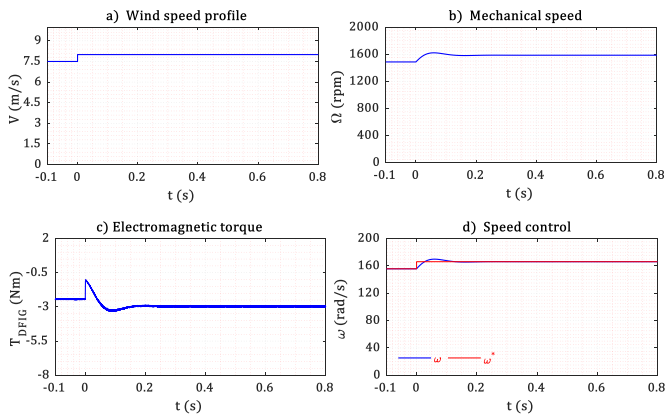 a) Wind speed profile
9
7.5
6
4.5
3
1.5
0
V (m/s)
-0.1 0 0.2 0.4 0.6 0.8
t (s)
b) Mechanical speed
2000
1600
1200
800
400
0
Ω (rpm)
-0.1 0 0.2 0.4 0.6 0.8
t (s)
c) Electromagnetic torque
2
-0.5
-3
-5.5
-8
T_DFIG (Nm)
-0.1 0 0.2 0.4 0.6 0.8
t (s)
d) Speed control
200
160
120
80
40
0
ω (rad/s)
ω ω*
-0.1 0 0.2 0.4 0.6 0.8
t (s)